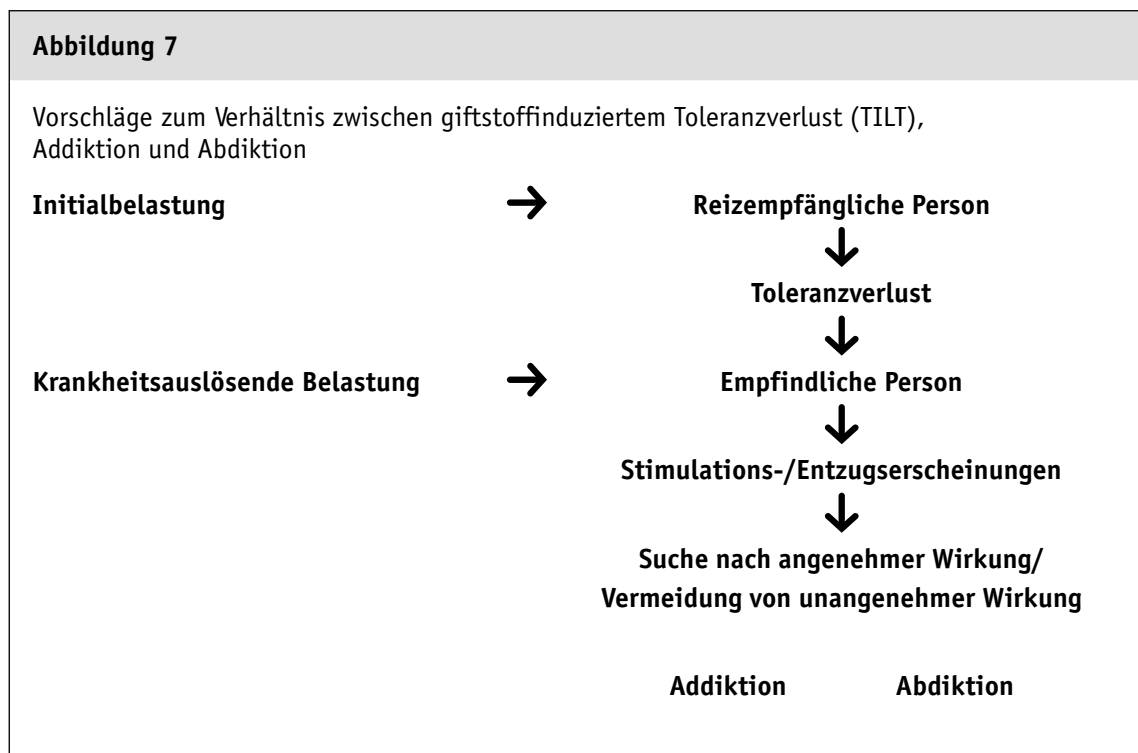 Abbildung 7
Vorschläge zum Verhältnis zwischen giftstoffinduziertem Toleranzverlust (TILT),
Addiktion und Abdiktion
Initialbelastung → Reizempfängliche Person
↓
Toleranzverlust
↓
Krankheitsauslösende Belastung → Empfindliche Person
↓
Stimulations-/Entzugserscheinungen
↓
Suche nach angenehmer Wirkung/
Vermeidung von unangenehmer Wirkung
Addiktion Abdiktion